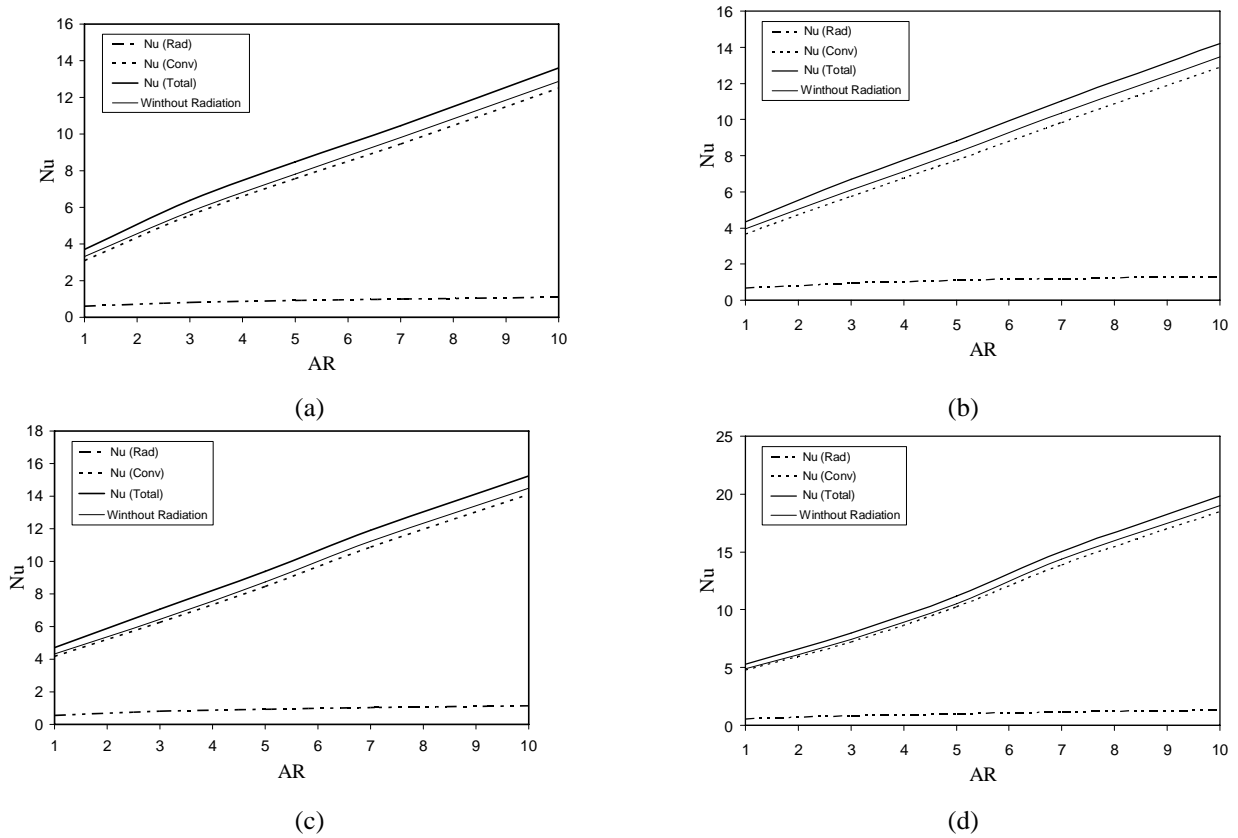 16
14
12
10
8
6
4
2
0
Nu
Nu (Rad)
Nu (Conv)
Nu (Total)
Winthout Radiation
1 2 3 4 5 6 7 8 9 10
AR
(a)
16
14
12
10
8
6
4
2
0
Nu
Nu (Rad)
Nu (Conv)
Nu (Total)
Winthout Radiation
1 2 3 4 5 6 7 8 9 10
AR
(b)
18
16
14
12
10
8
6
4
2
0
Nu
Nu (Rad)
Nu (Conv)
Nu (Total)
Winthout Radiation
1 2 3 4 5 6 7 8 9 10
AR
(c)
25
20
15
10
5
0
Nu
Nu (Rad)
Nu (Conv)
Nu (Total)
Winthout Radiation
1 2 3 4 5 6 7 8 9 10
AR
(d)